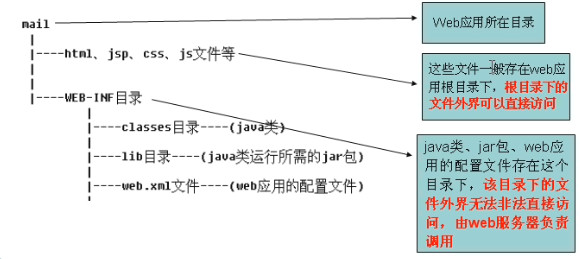 mail
Web应用所在目录
|----html、jsp、css、js文件等
这些文件一般存在web应
用根目录下，根目录下的
文件外界可以直接访问
|----WEB-INF目录
|----classes目录----(java类)
|----lib目录----(java类运行所需的jar包)
|----web.xml文件----(web应用的配置文件)
java类、jar包、web应
用的配置文件存在这个
目录下，该目录下的文
件外界无法非法直接访
问，由web服务器负责
调用